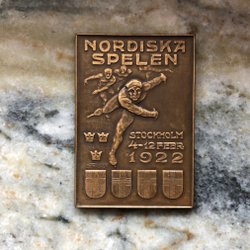 NORDISKA
SPELEN
STOCKHOLM
4-12 FEBR
1922